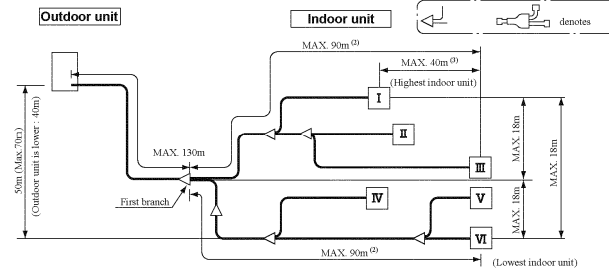 Outdoor unit
Indoor unit
denotes
MAX. 90m (2)
MAX. 40m (3)
(Highest indoor unit)
I
II
III
MAX. 130m
First branch
IV
V
VI
50m (Max.70m)
(Outdoor unit is lower : 40m)
MAX. 18m
MAX. 18m
MAX. 18m
MAX. 90m (2)
(Lowest indoor unit)